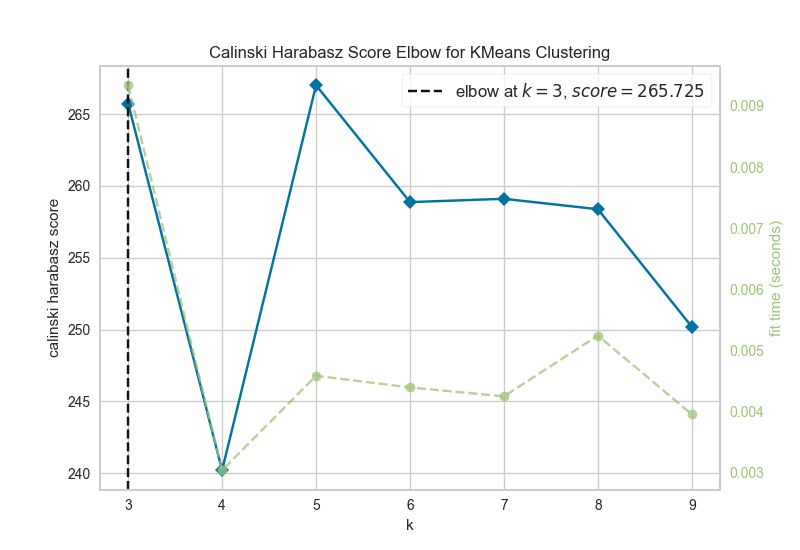 Calinski Harabasz Score Elbow for KMeans Clustering
elbow at k = 3, score = 265.725
calinski harabasz score
265
260
255
250
245
240
0.009
0.008
0.007
0.006
0.005
0.004
0.003
fit time (seconds)
3 4 5 6 7 8 9
k